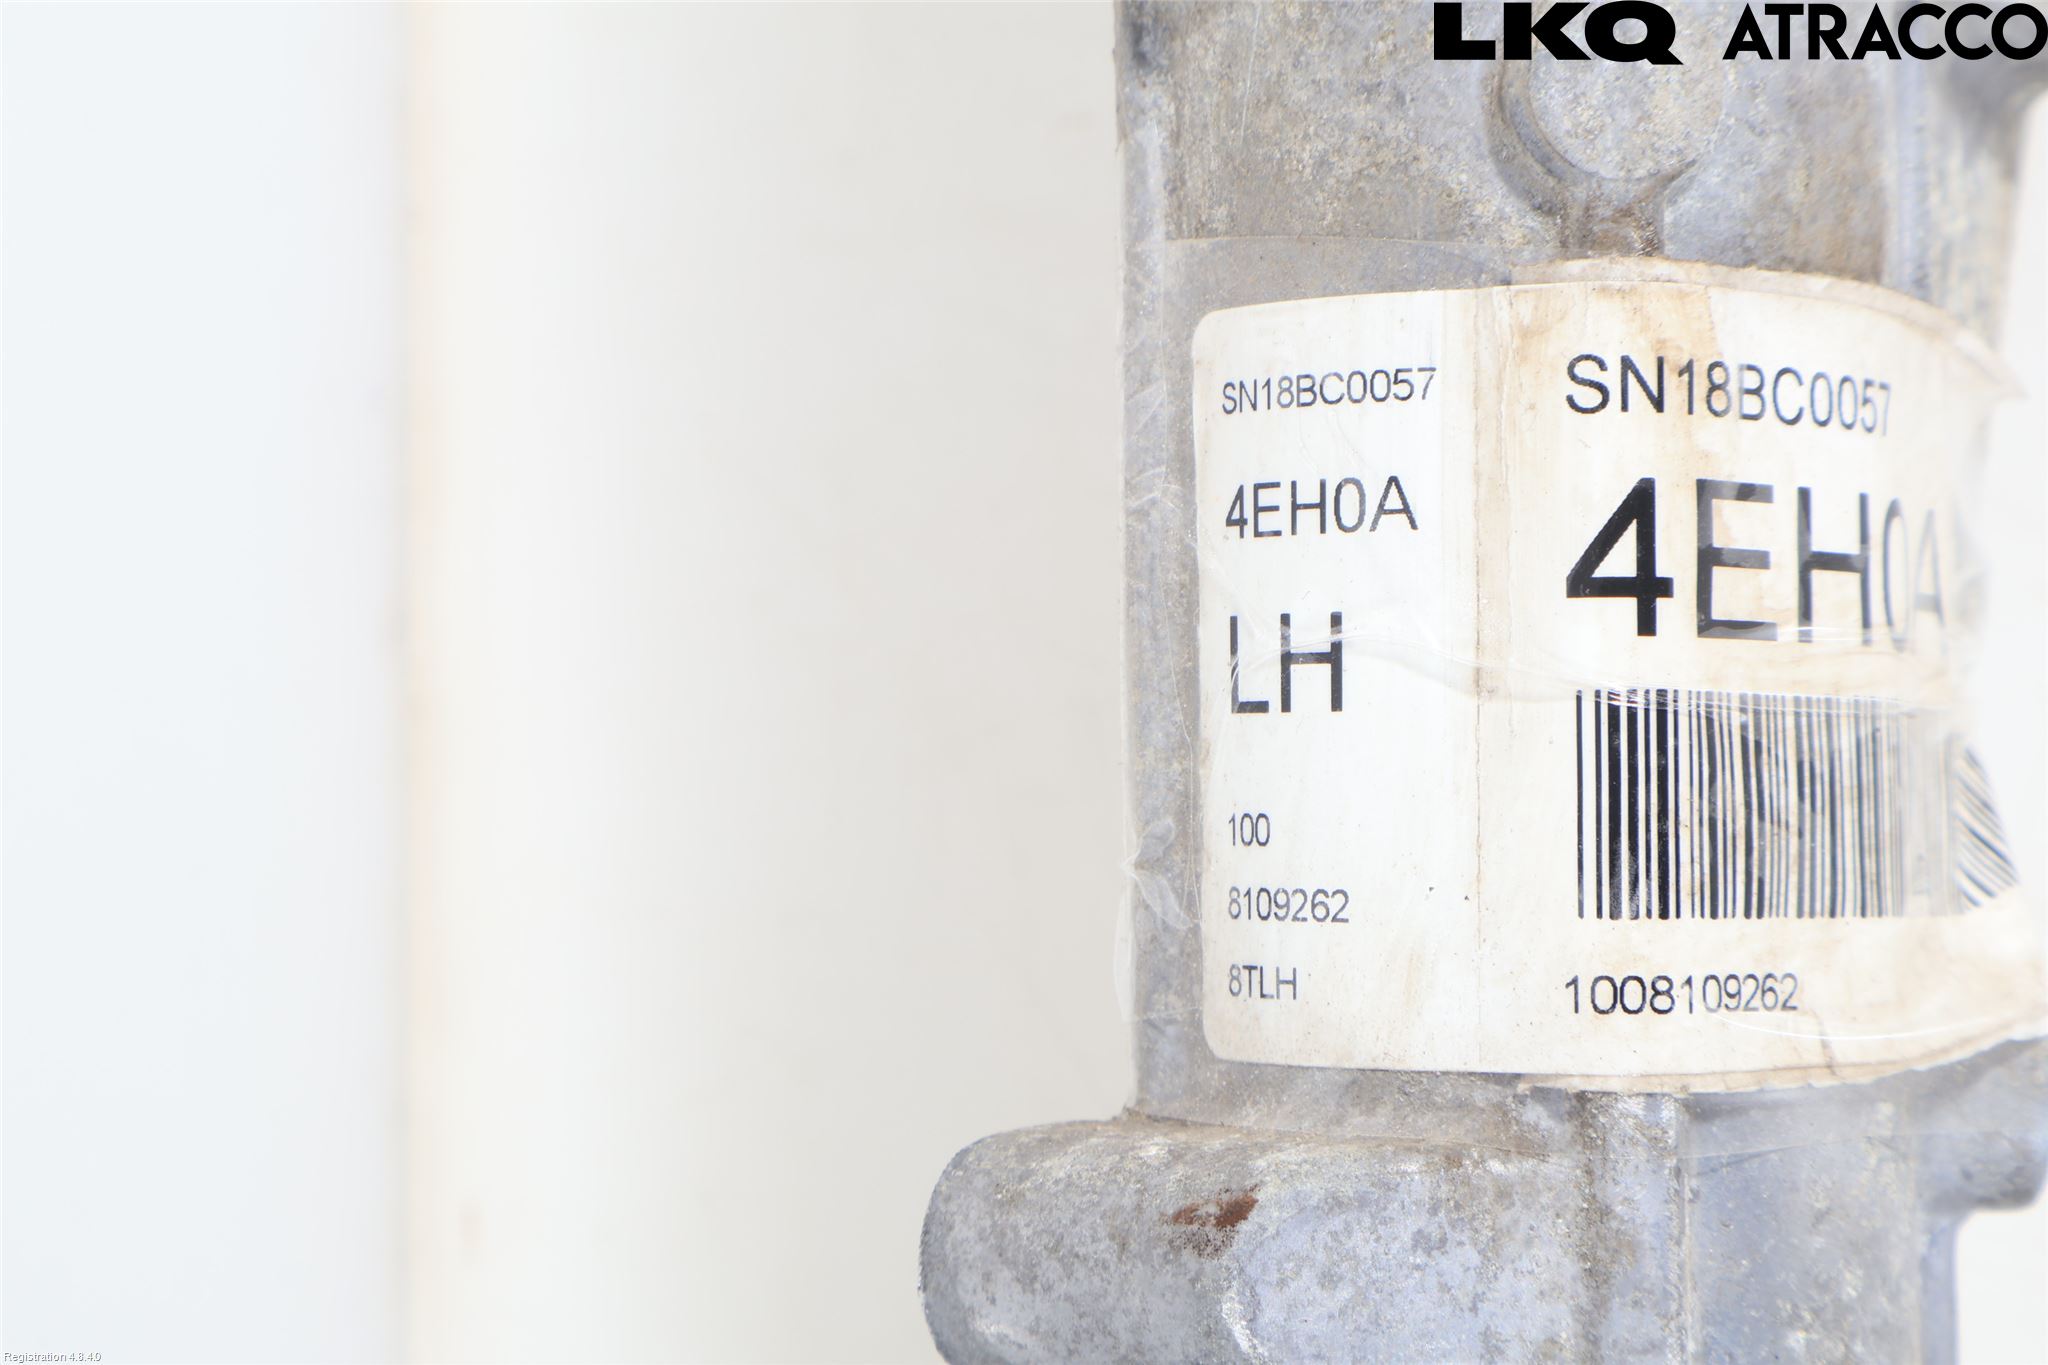 LKQ ATRACCO
SN18BC0057
4EH0A
LH
100
8109262
8TLH
SN18BC0057
4EH0A
1008109262
Registration 4.8.4.0